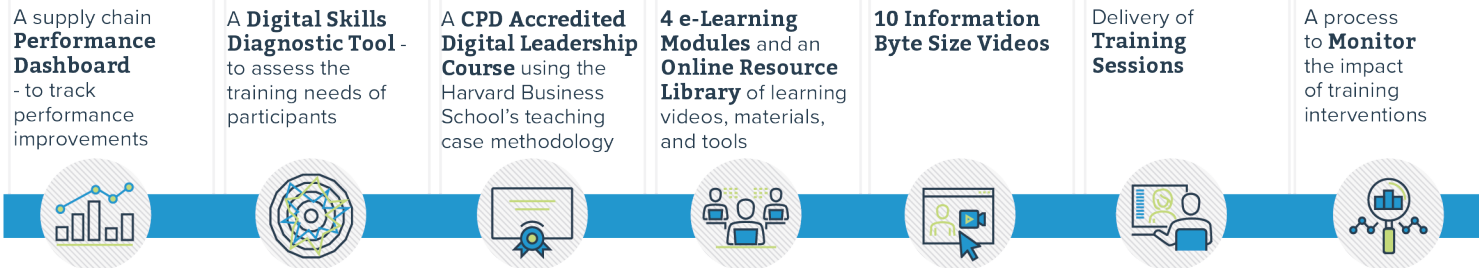 A supply chain
Performance
Dashboard
- to track
performance
improvements
A Digital Skills
Diagnostic Tool -
to assess the
training needs of
participants
A CPD Accredited
Digital Leadership
Course using the
Harvard Business
School’s teaching
case methodology
4 e-Learning
Modules and an
Online Resource
Library of learning
videos, materials,
and tools
10 Information
Byte Size Videos
Delivery of
Training
Sessions
A process
to Monitor
the impact
of training
interventions